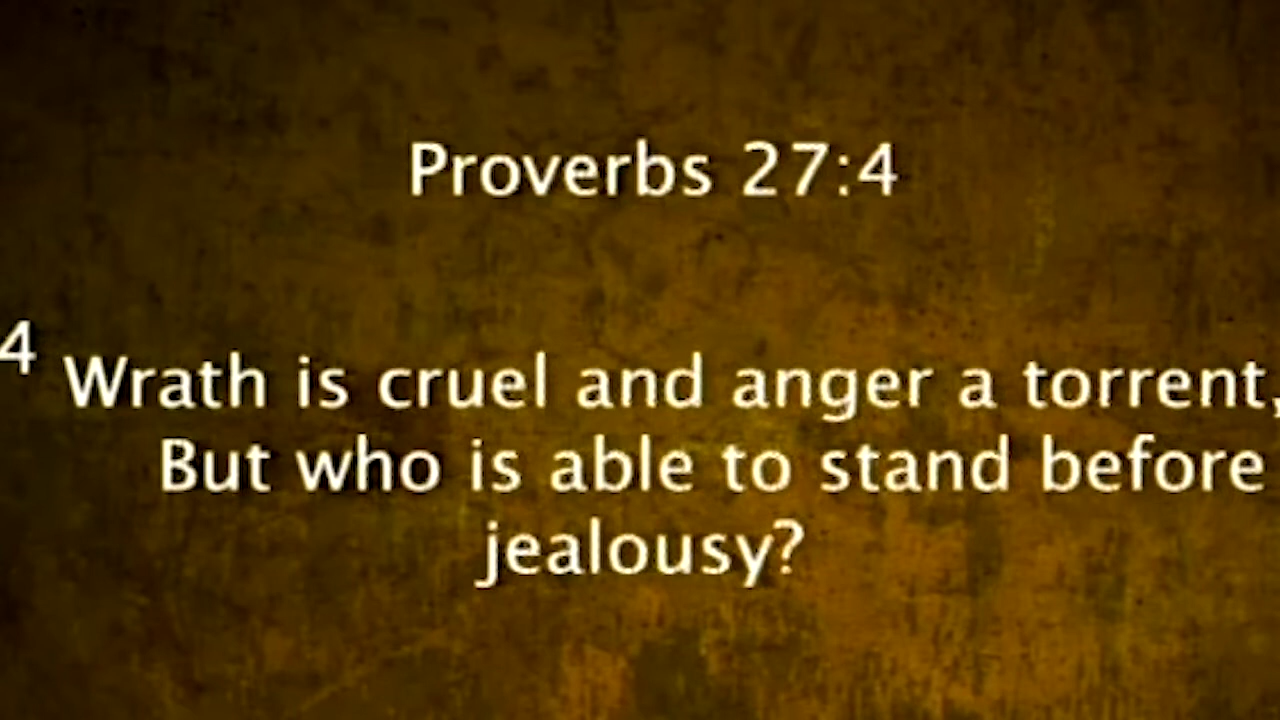 Proverbs 27:4
4 Wrath is cruel and anger a torrent,
But who is able to stand before
jealousy?